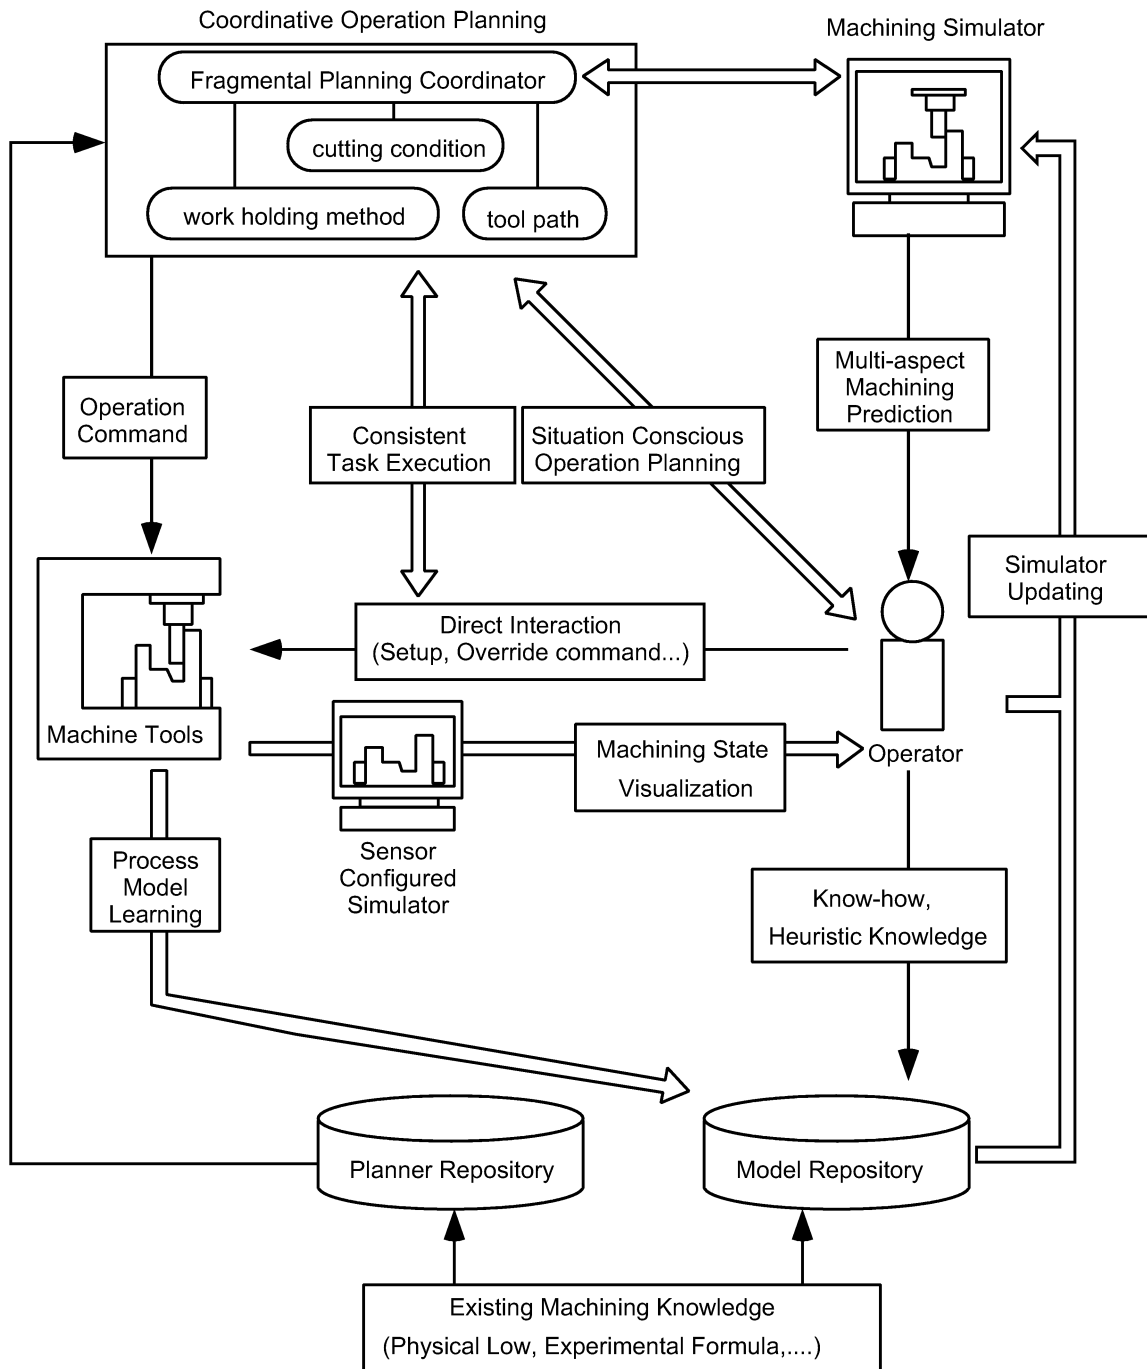 Coordinative Operation Planning
Machining Simulator
Fragmental Planning Coordinator
cutting condition
work holding method
tool path
Operation
Command
Consistent
Task Execution
Situation Conscious
Operation Planning
Multi-aspect
Machining
Prediction
Simulator
Updating
Direct Interaction
(Setup, Override command...)
Machine Tools
Machining State
Visualization
Operator
Sensor
Configured
Simulator
Process
Model
Learning
Know-how,
Heuristic Knowledge
Planner Repository
Model Repository
Existing Machining Knowledge
(Physical Low, Experimental Formula,....)